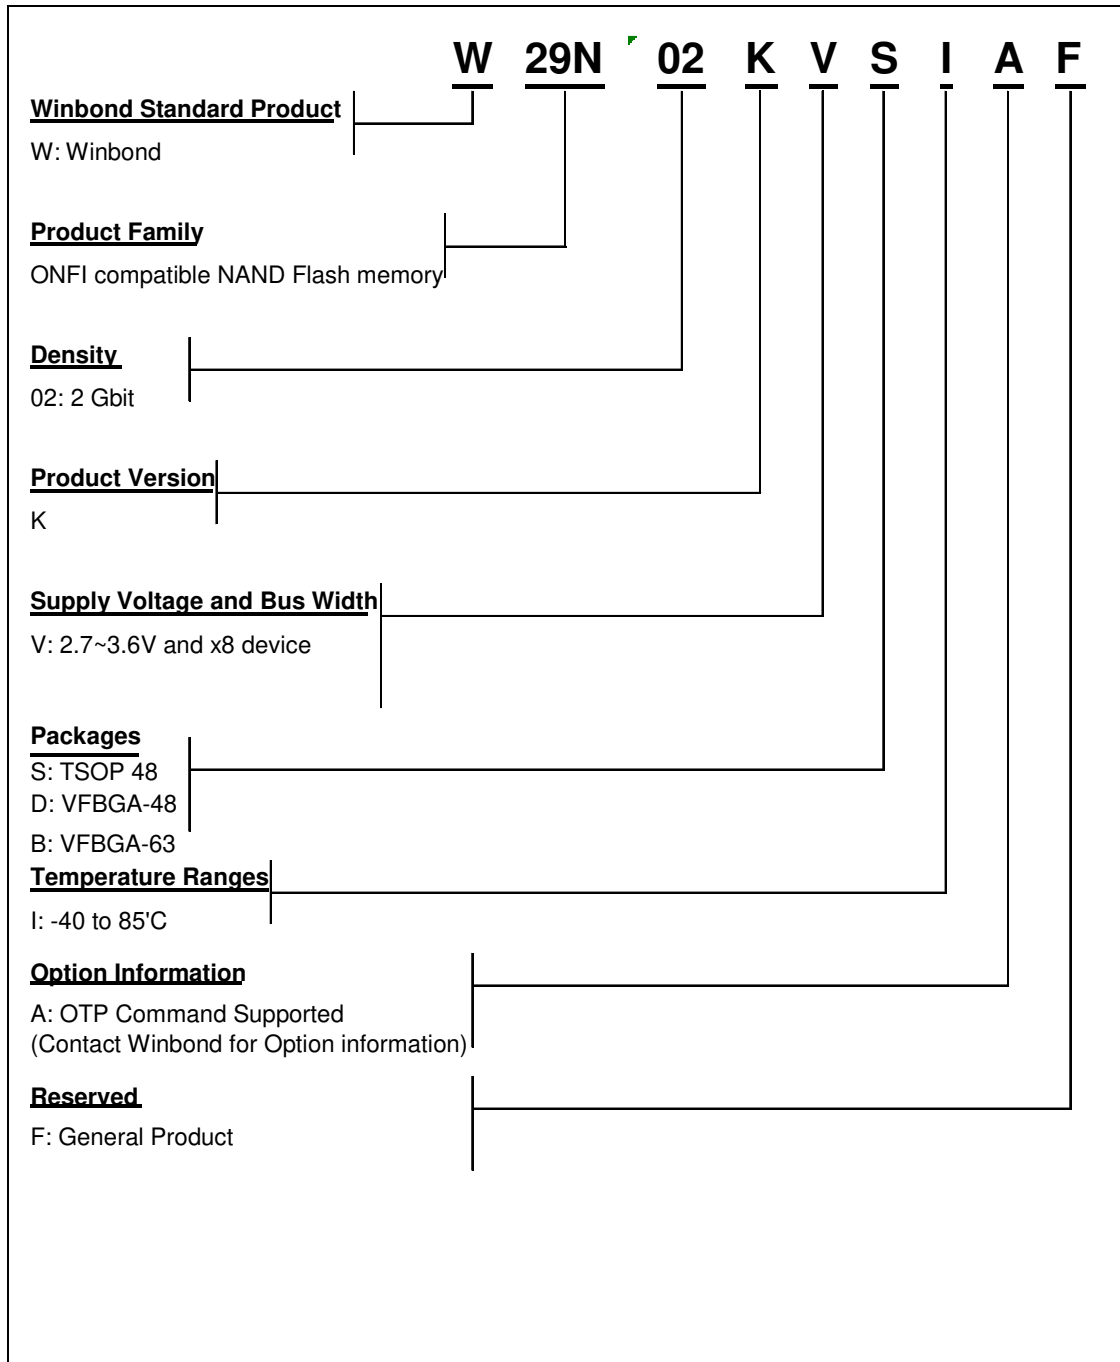 W 29N 02 K V S I A F
Winbond Standard Product
W: Winbond
Product Family
ONFI compatible NAND Flash memory
Density
02: 2 Gbit
Product Version
K
Supply Voltage and Bus Width
V: 2.7~3.6V and x8 device
Packages
S: TSOP 48
D: VFBGA-48
B: VFBGA-63
Temperature Ranges
I: -40 to 85'C
Option Information
A: OTP Command Supported
(Contact Winbond for Option information)
Reserved
F: General Product